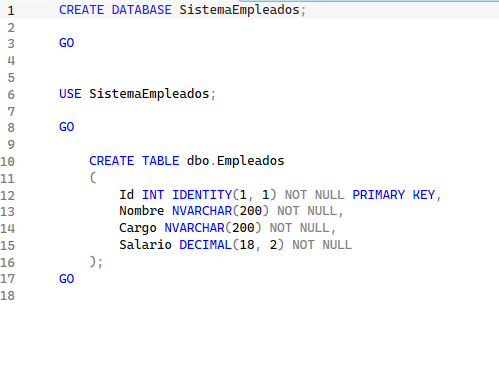 1 CREATE DATABASE SistemaEmpleados;
2
3 GO
4
5
6 USE SistemaEmpleados;
7
8 GO
9
10 CREATE TABLE dbo.Empleados
11 (
12 Id INT IDENTITY(1, 1) NOT NULL PRIMARY KEY,
13 Nombre NVARCHAR(200) NOT NULL,
14 Cargo NVARCHAR(200) NOT NULL,
15 Salario DECIMAL(18, 2) NOT NULL
16 );
17 GO
18